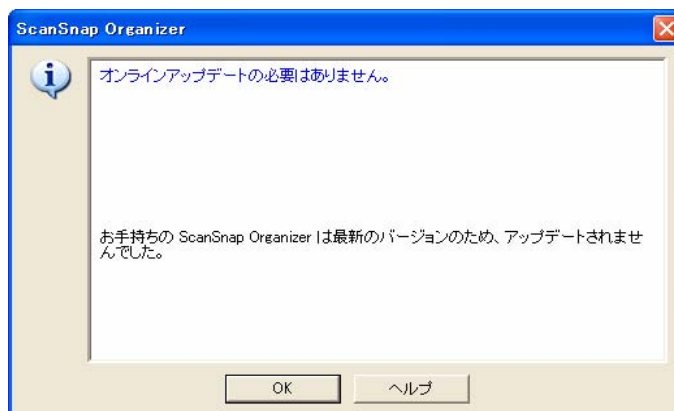 ScanSnap Organizer
オンラインアップデートの必要はありません。
お手持ちの ScanSnap Organizer は最新のバージョンのため、アップデートされませ
んでした。
OK
ヘルプ